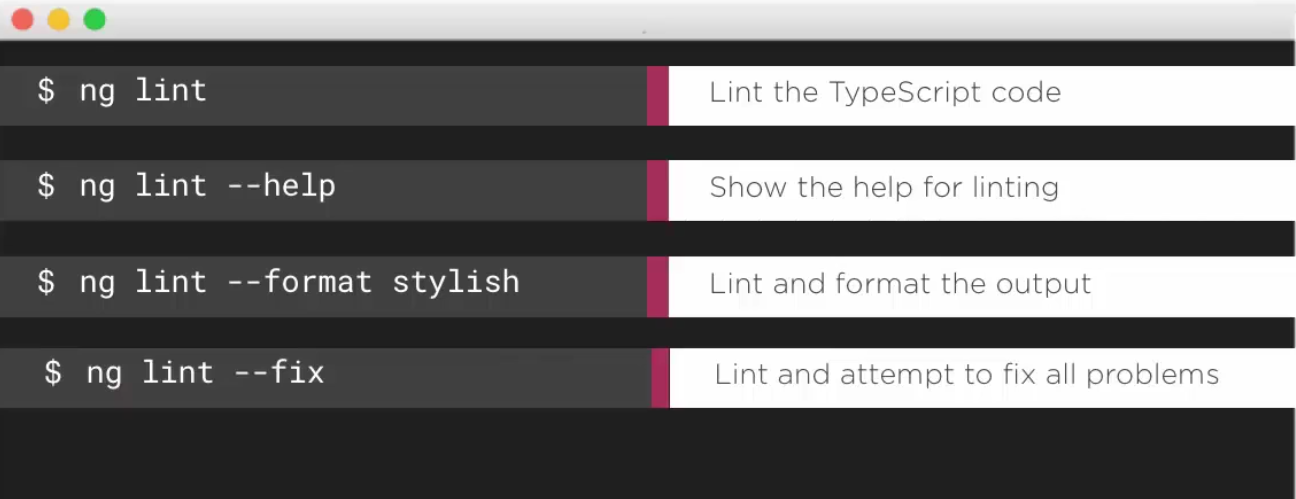 $ ng lint
Lint the TypeScript code
$ ng lint --help
Show the help for linting
$ ng lint --format stylish
Lint and format the output
$ ng lint --fix
Lint and attempt to fix all problems